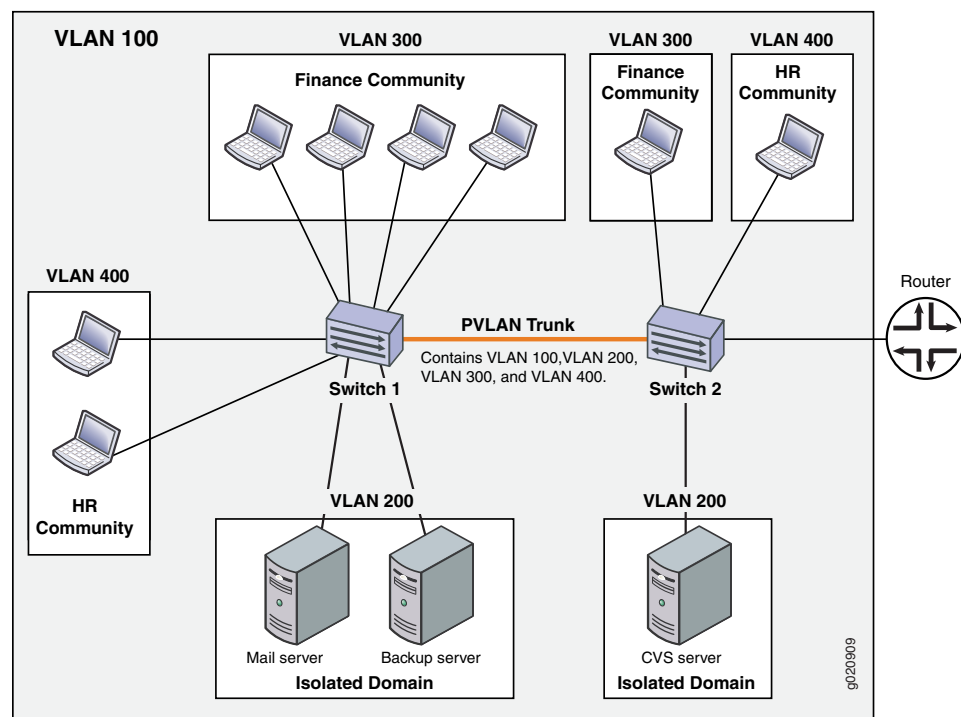 VLAN 100
VLAN 300
Finance Community
VLAN 300
Finance
Community
VLAN 400
HR
Community
VLAN 400
HR
Community
Router
PVLAN Trunk
Contains VLAN 100,VLAN 200,
VLAN 300, and VLAN 400.
Switch 1
Switch 2
VLAN 200
Mail server
Backup server
Isolated Domain
VLAN 200
CVS server
Isolated Domain
g020909